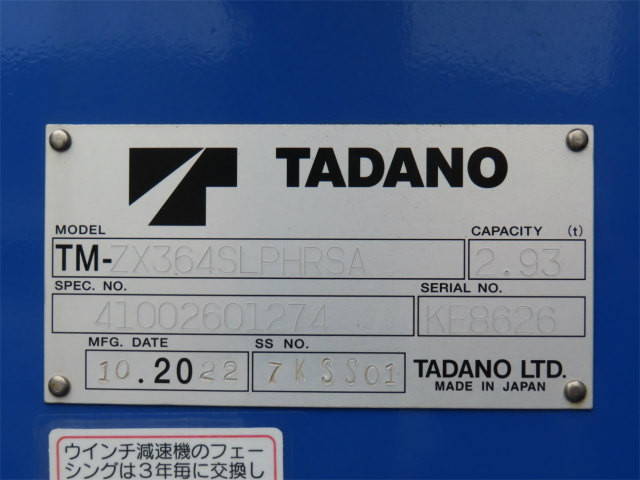 TADANO
MODEL CAPACITY (t)
TM-ZX364SLPHRSA 2.93
SPEC. NO. SERIAL NO.
41002601274 KF8626
MFG. DATE SS NO.
10.2022 7KSS01 TADANO LTD.
MADE IN JAPAN
ウインチ減速機のフェー
シングは3年毎に交換し